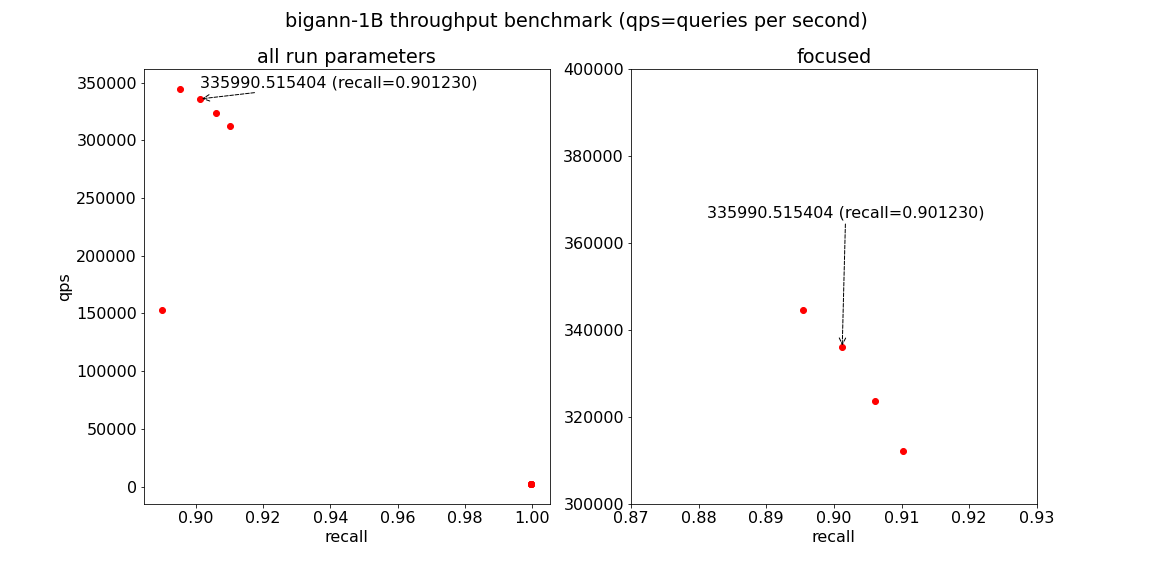 bigann-1B throughput benchmark (qps=queries per second)
all run parameters
335990.515404 (recall=0.901230)
350000
300000
250000
200000
150000
100000
50000
0
qps
0.90 0.92 0.94 0.96 0.98 1.00
recall
focused
335990.515404 (recall=0.901230)
400000
380000
360000
340000
320000
300000
0.87 0.88 0.89 0.90 0.91 0.92 0.93
recall